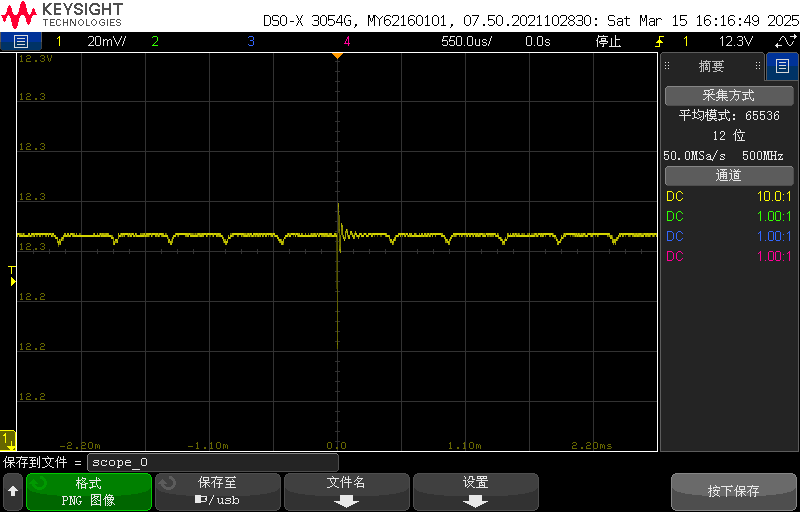 KEYSIGHT
TECHNOLOGIES
DSO-X 3054G, MY62160101, 07.50.2021102830: Sat Mar 15 16:16:49 2025
1 20mV/ 2 3 4 550.0us/ 0.0s 停止 1 12.3V
12.3V
12.3
12.3
12.3
12.3
12.2
12.2
12.2
T
1
-2.20m -1.10m 0.0 1.10m 2.20ms
摘要
采集方式
平均模式: 65536
12 位
50.0MSa/s 500MHz
通道
DC 10.0:1
DC 1.00:1
DC 1.00:1
DC 1.00:1
保存到文件 = scope_0
格式
PNG 图像
保存至
/usb
文件名
设置
按下保存